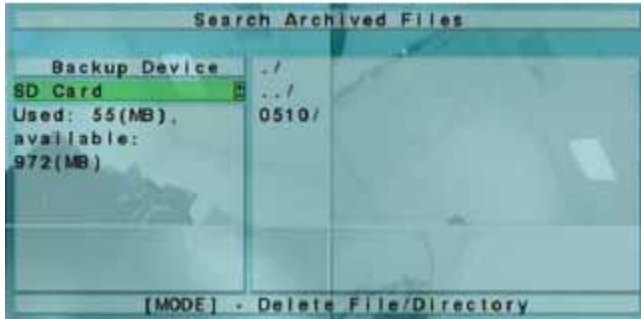 Search Archived Files
Backup Device
SD Card
Used: 55(MB),
available:
972(MB)
./
../
0510/
[MODE] - Delete File/Directory